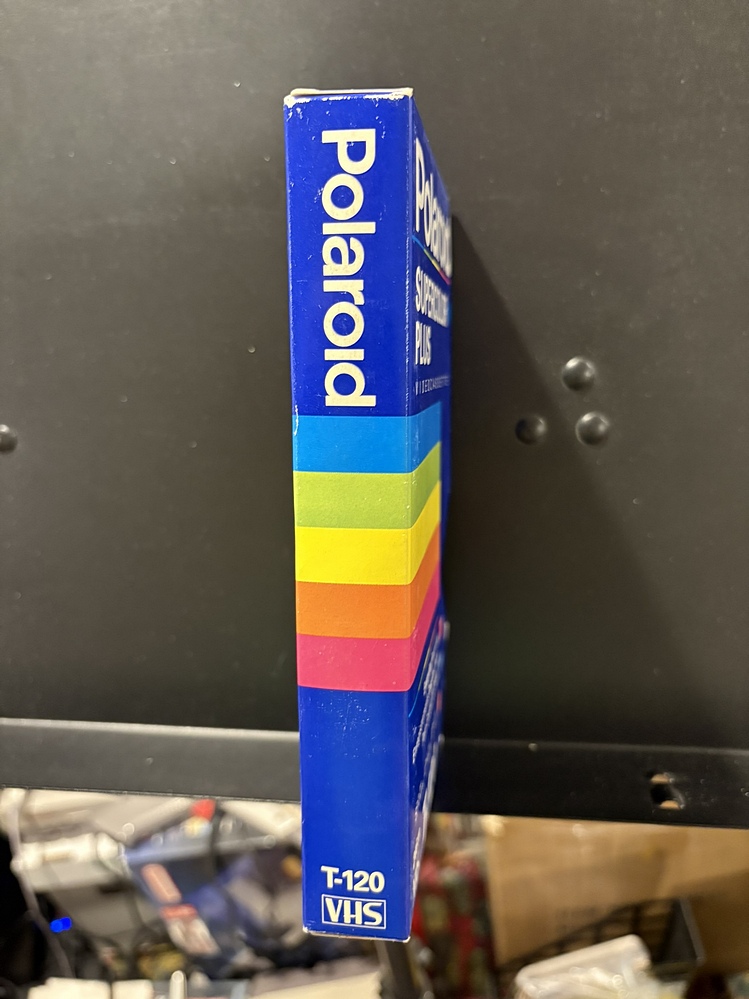 Polaroid
T-120
VHS
Polaroid
SUPERCOLOR
PLUS